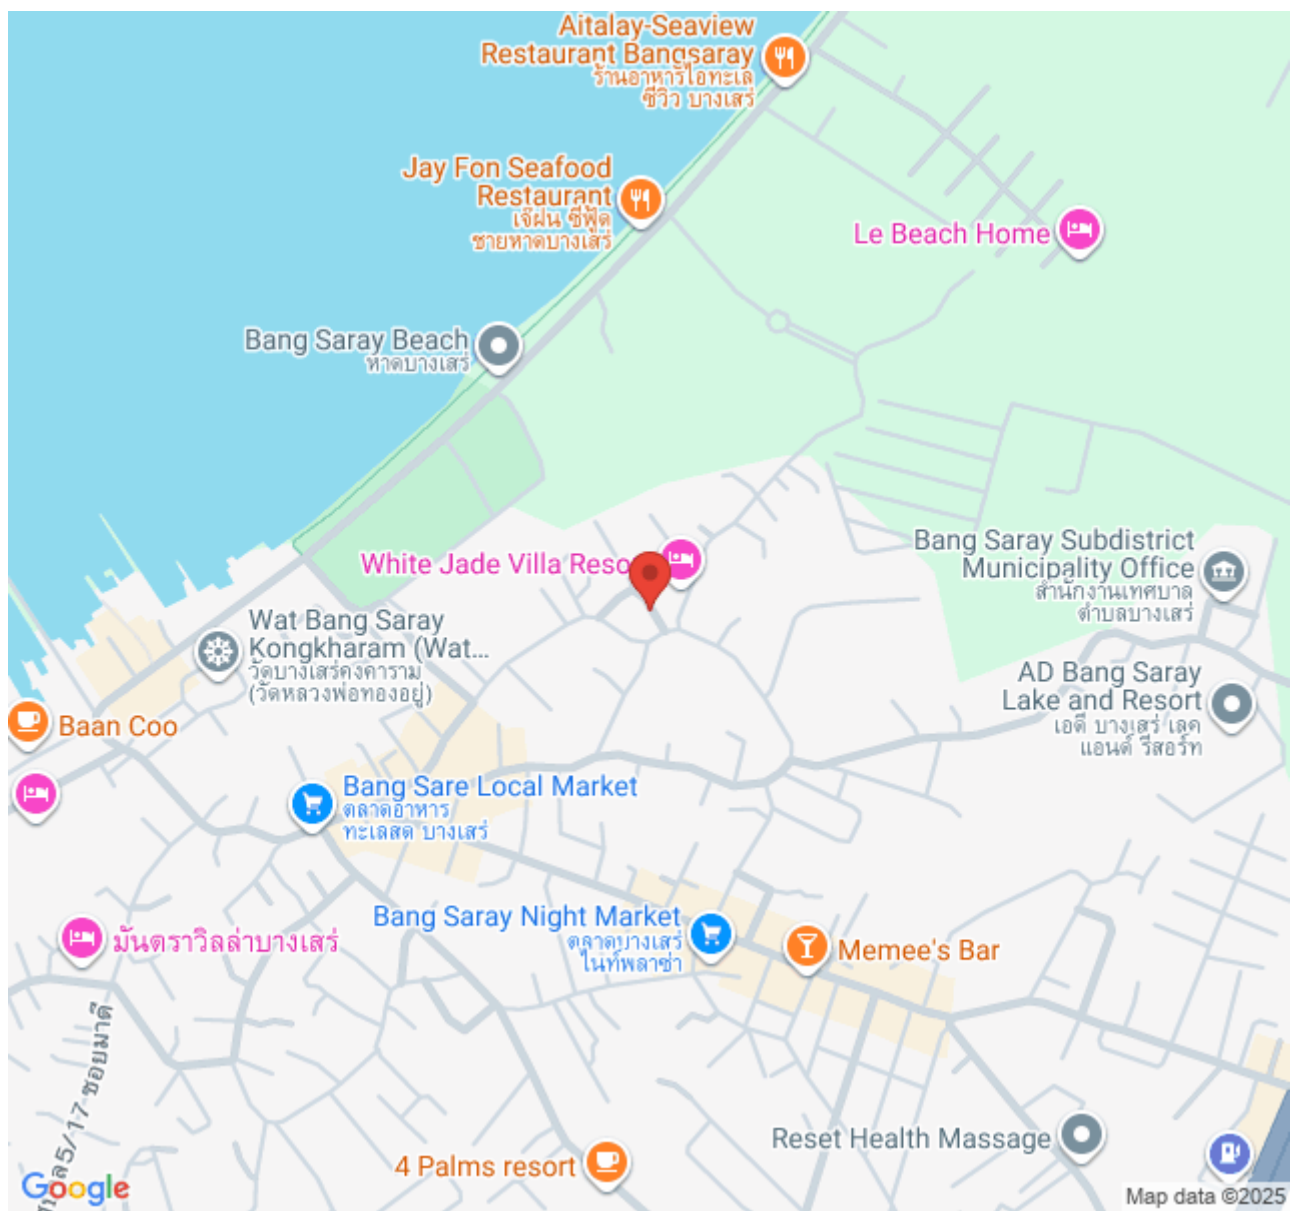 Aitalay-Seaview
Restaurant Bangsaray
ร้านอาหารไอทะเล
ซีวิว บางเสร่
Jay Fon Seafood
Restaurant
เจ๊ฝน ซีฟู้ด
ชายหาดบางเสร่
Le Beach Home
Bang Saray Beach
หาดบางเสร่
White Jade Villa
Bang Saray Subdistrict
Municipality Office
สำนักงานเทศบาล
ตำบลบางเสร่
Wat Bang Saray
Kongkharam (Wat...
วัดบางเสร่คงคาราม
(วัดหลวงพ่อทองอยู่)
AD Bang Saray
Lake and Resort
เอดี บางเสร่ เลค
แอนด์ รีสอร์ท
Baan Coo
Bang Sare Local Market
ตลาดอาหาร
ทะเลสด บางเสร่
Bang Saray Night Market
ตลาดบางเสร่
ไนท์พลาซ่า
Memee's Bar
มันตราวิลล่าบางเสร่
5/17 ซอยมาดี
Reset Health Massage
4 Palms resort
Google
Map data ©2025